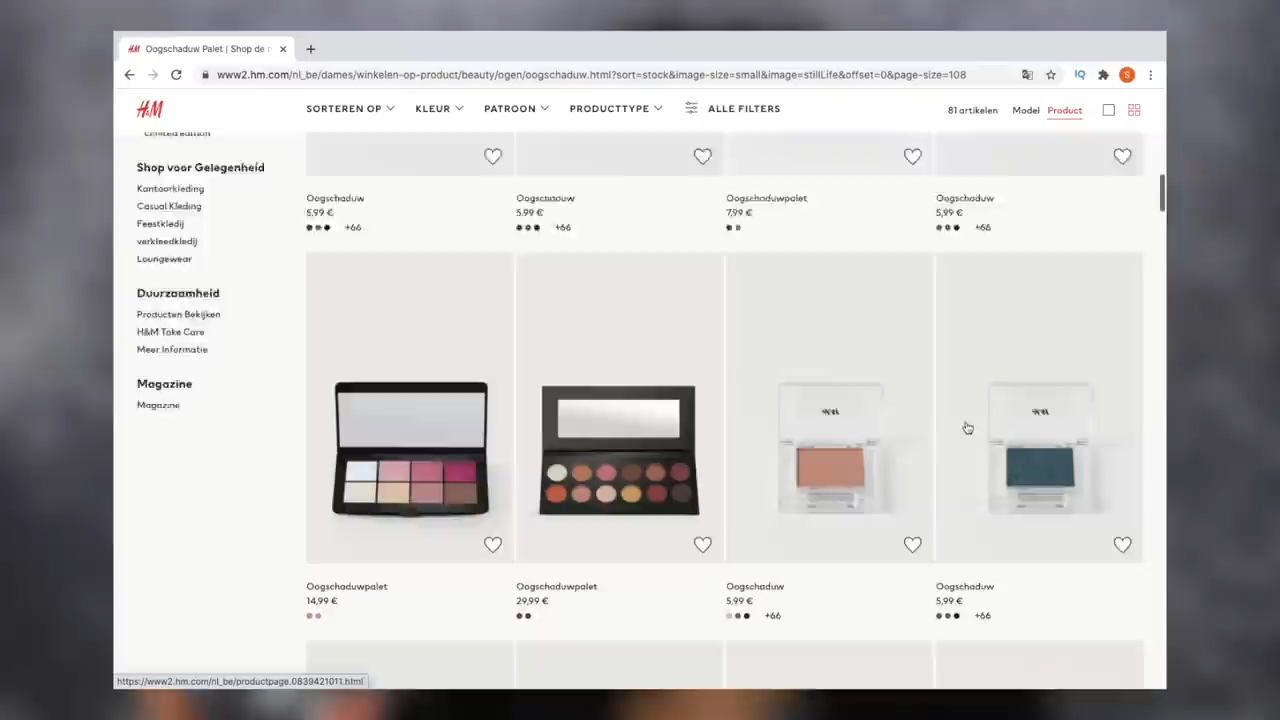 H&M Oogschaduw Palet | Shop de n
www2.hm.com/nl_be/dames/winkelen-op-product/beauty/ogen/oogschaduw.html?sort=stock&image-size=small&image=stillLife&offset=0&page-size=108
IQ
S
H&M
SORTEREN OP
KLEUR
PATROON
PRODUCTTYPE
ALLE FILTERS
81 artikelen
Model
Product
Limited edition
Shop voor Gelegenheid
Kantoorkleding
Casual Kleding
Feestkledij
verkleedkledij
Loungewear
Duurzaamheid
Producten Bekijken
H&M Take Care
Meer Informatie
Magazine
Magazine
Oogschaduw
5,99 €
+66
Oogschaduw
5,99 €
+66
Oogschaduwpalet
7,99 €
Oogschaduw
5,99 €
+66
H&M
H&M
Oogschaduwpalet
14,99 €
Oogschaduwpalet
29,99 €
Oogschaduw
5,99 €
+66
Oogschaduw
5,99 €
+66
https://www2.hm.com/nl_be/productpage.0839421011.html